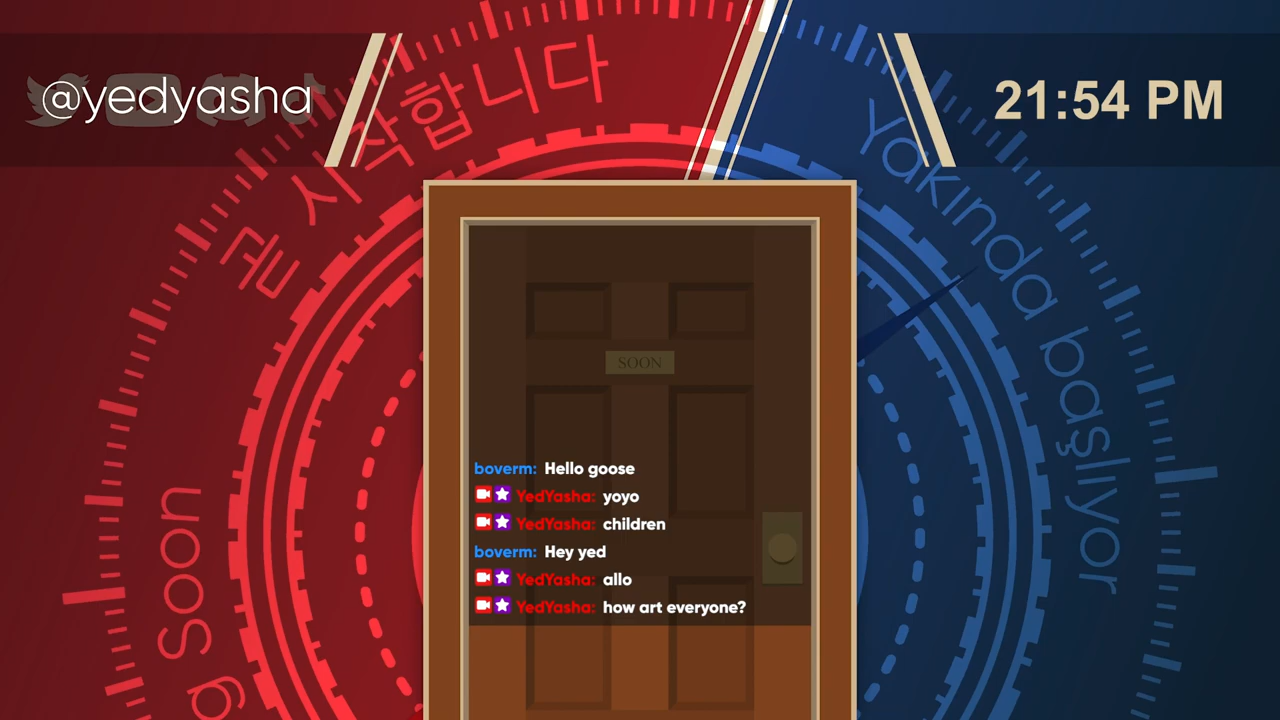 @yedyasha
21:54 PM
곧 시작합니다
Yakında başlıyor
g Soon
SOON
boverm: Hello goose
YedYasha: yoyo
YedYasha: children
boverm: Hey yed
YedYasha: allo
YedYasha: how art everyone?